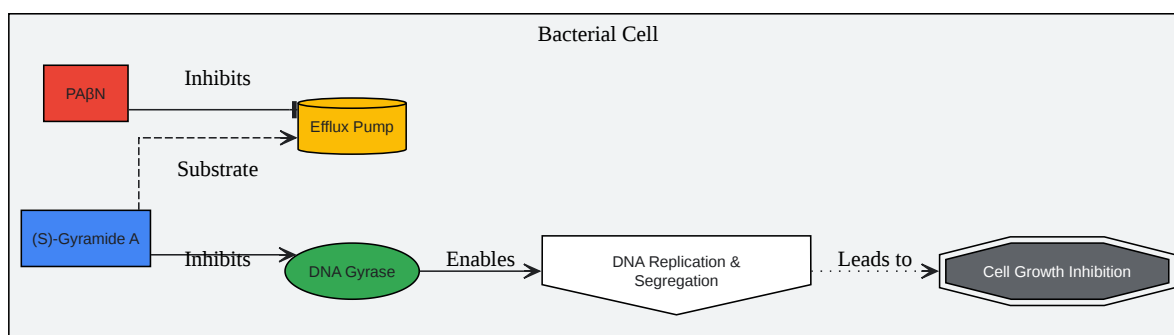 Bacterial Cell
PAβN
Inhibits
Efflux Pump
Substrate
(S)-Gyramide A
Inhibits
DNA Gyrase
Enables
DNA Replication &
Segregation
Leads to
Cell Growth Inhibition